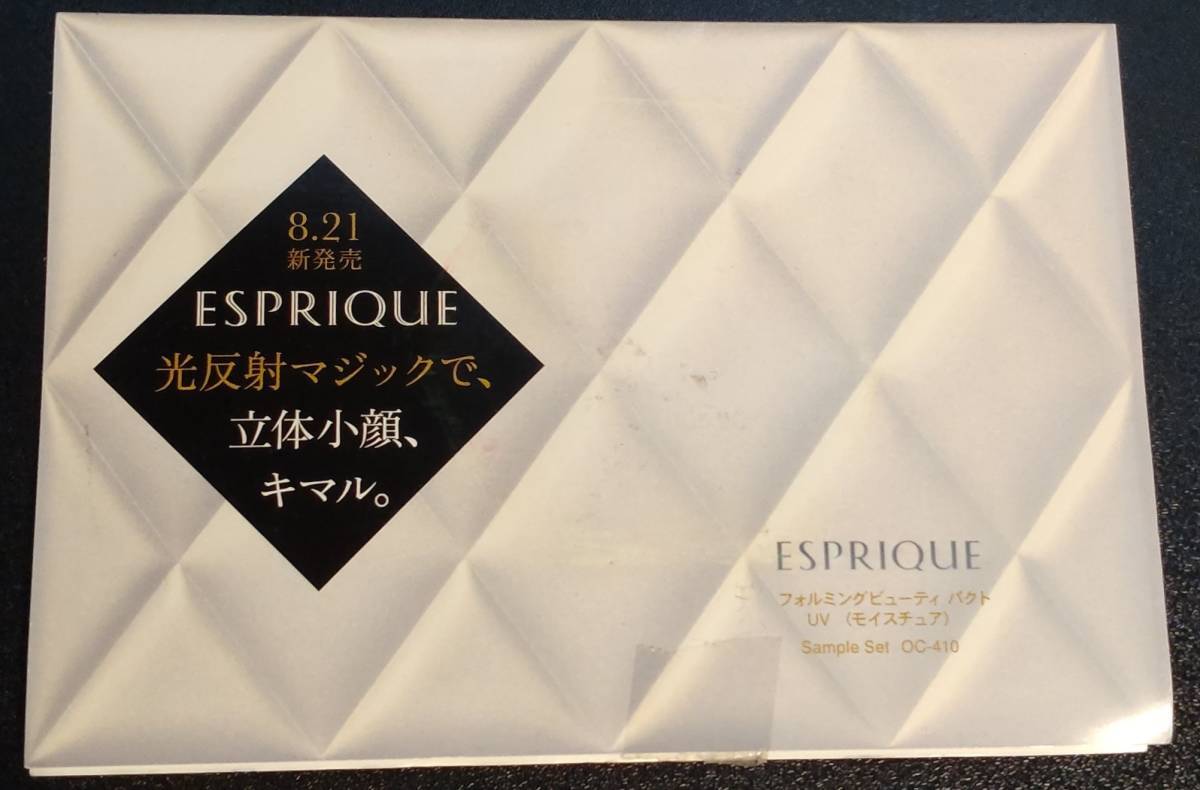 8.21
新発売
ESPRIQUE
光反射マジックで、
立体小顔、
キマル。
ESPRIQUE
フォルミングビューティ パクト
UV （モイスチュア）
Sample Set OC-410